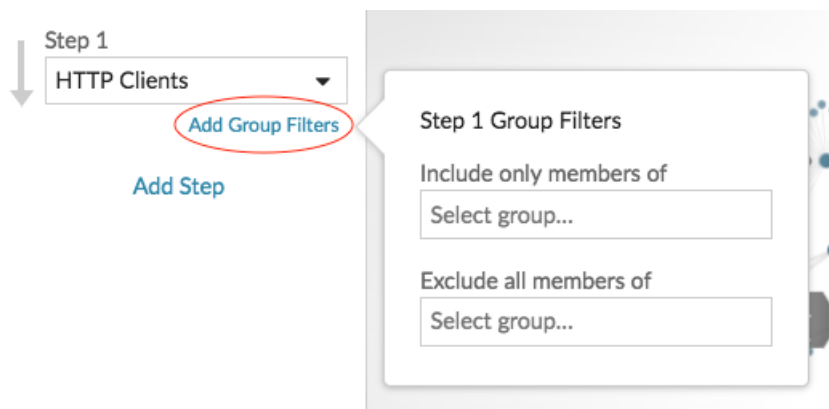 Step 1
HTTP Clients
Add Group Filters
Add Step
Step 1 Group Filters
Include only members of
Select group...
Exclude all members of
Select group...